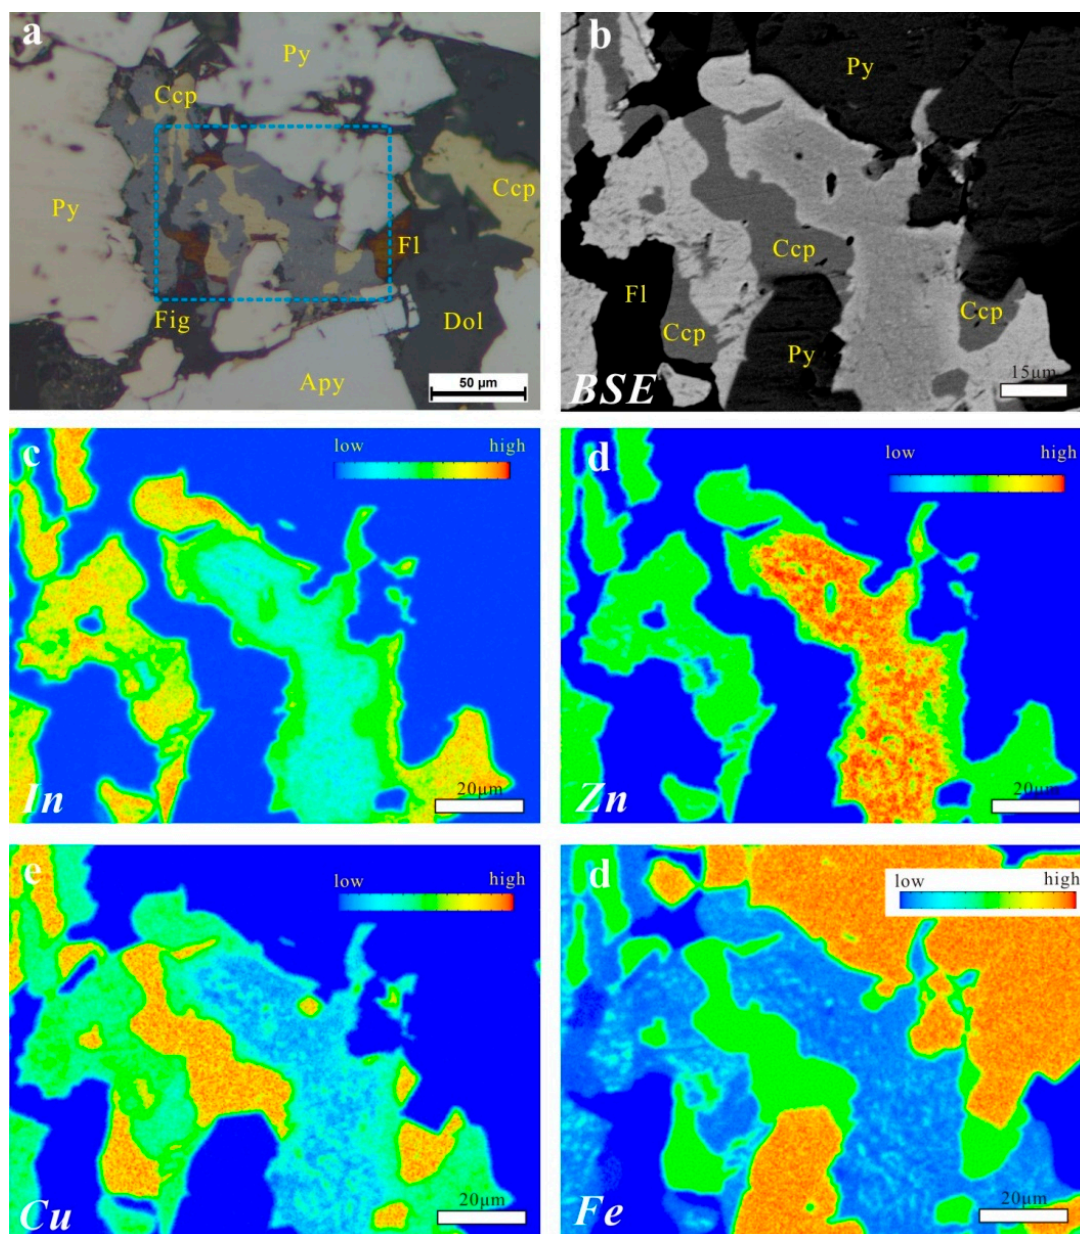 a
Py
Ccp
Ccp
Py
Fl
Fig
Dol
Apy
50 µm
b
Py
Ccp
Fl
Ccp
Ccp
Py
BSE
15µm
c
low high
In
20µm
d
low high
Zn
20µm
e
low high
Cu
20µm
d
low high
Fe
20µm